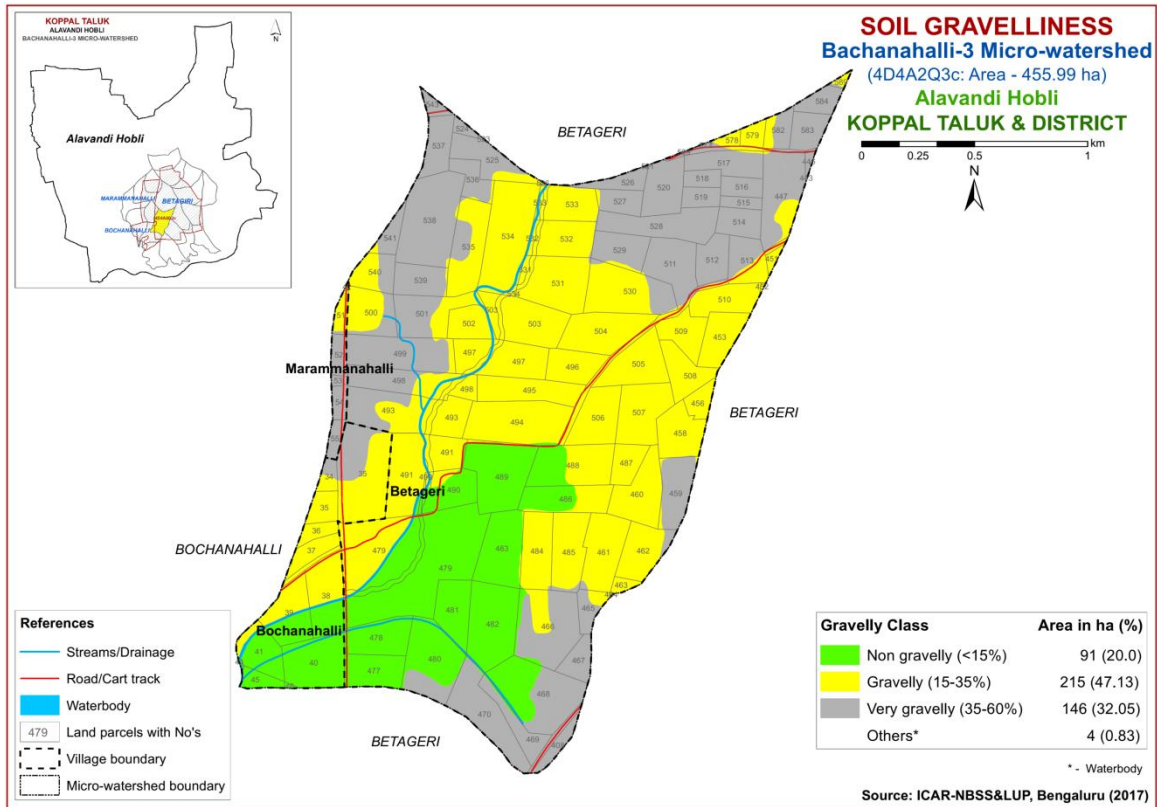 KOPPAL TALUK
ALAVANDI HOBLI
BACHANAHALLI-3 MICRO-WATERSHED
N
Alavandi Hobli
MARAMMANAHALLI
BETAGIRI
BOCHANAHALLI
SOIL GRAVELLINESS
Bachanahalli-3 Micro-watershed
(4D4A2Q3c: Area - 455.99 ha)
Alavandi Hobli
KOPPAL TALUK & DISTRICT
0 0.25 0.5 1 km
N
BETAGERI
584
578 579 582 583
524
537 525
517
518
536 526 520 516
519 515 447
533
538 514
534 532 528
541 535 529 511 512 513
540 539 531 530 510
500 501 502 503 504 509 453
499 497 497 496 505 508
Marammanahalli
498 498 495 456
493 493 494 506 507 458
BETAGERI
491 491 489 488 487 459
34 35
Betageri
490 486 460
35
36
BOCHANAHALLI
37 479 463 484 485 461 462
479 463
38 465
39 481 482 466
Bochanahalli
41 478 467
40 477 480 468
45
470
469
BETAGERI
References
Streams/Drainage
Road/Cart track
Waterbody
479 Land parcels with No's
Village boundary
Micro-watershed boundary
Gravelly Class Area in ha (%)
Non gravelly (<15%) 91 (20.0)
Gravelly (15-35%) 215 (47.13)
Very gravelly (35-60%) 146 (32.05)
Others* 4 (0.83)
* - Waterbody
Source: ICAR-NBSS&LUP, Bengaluru (2017)